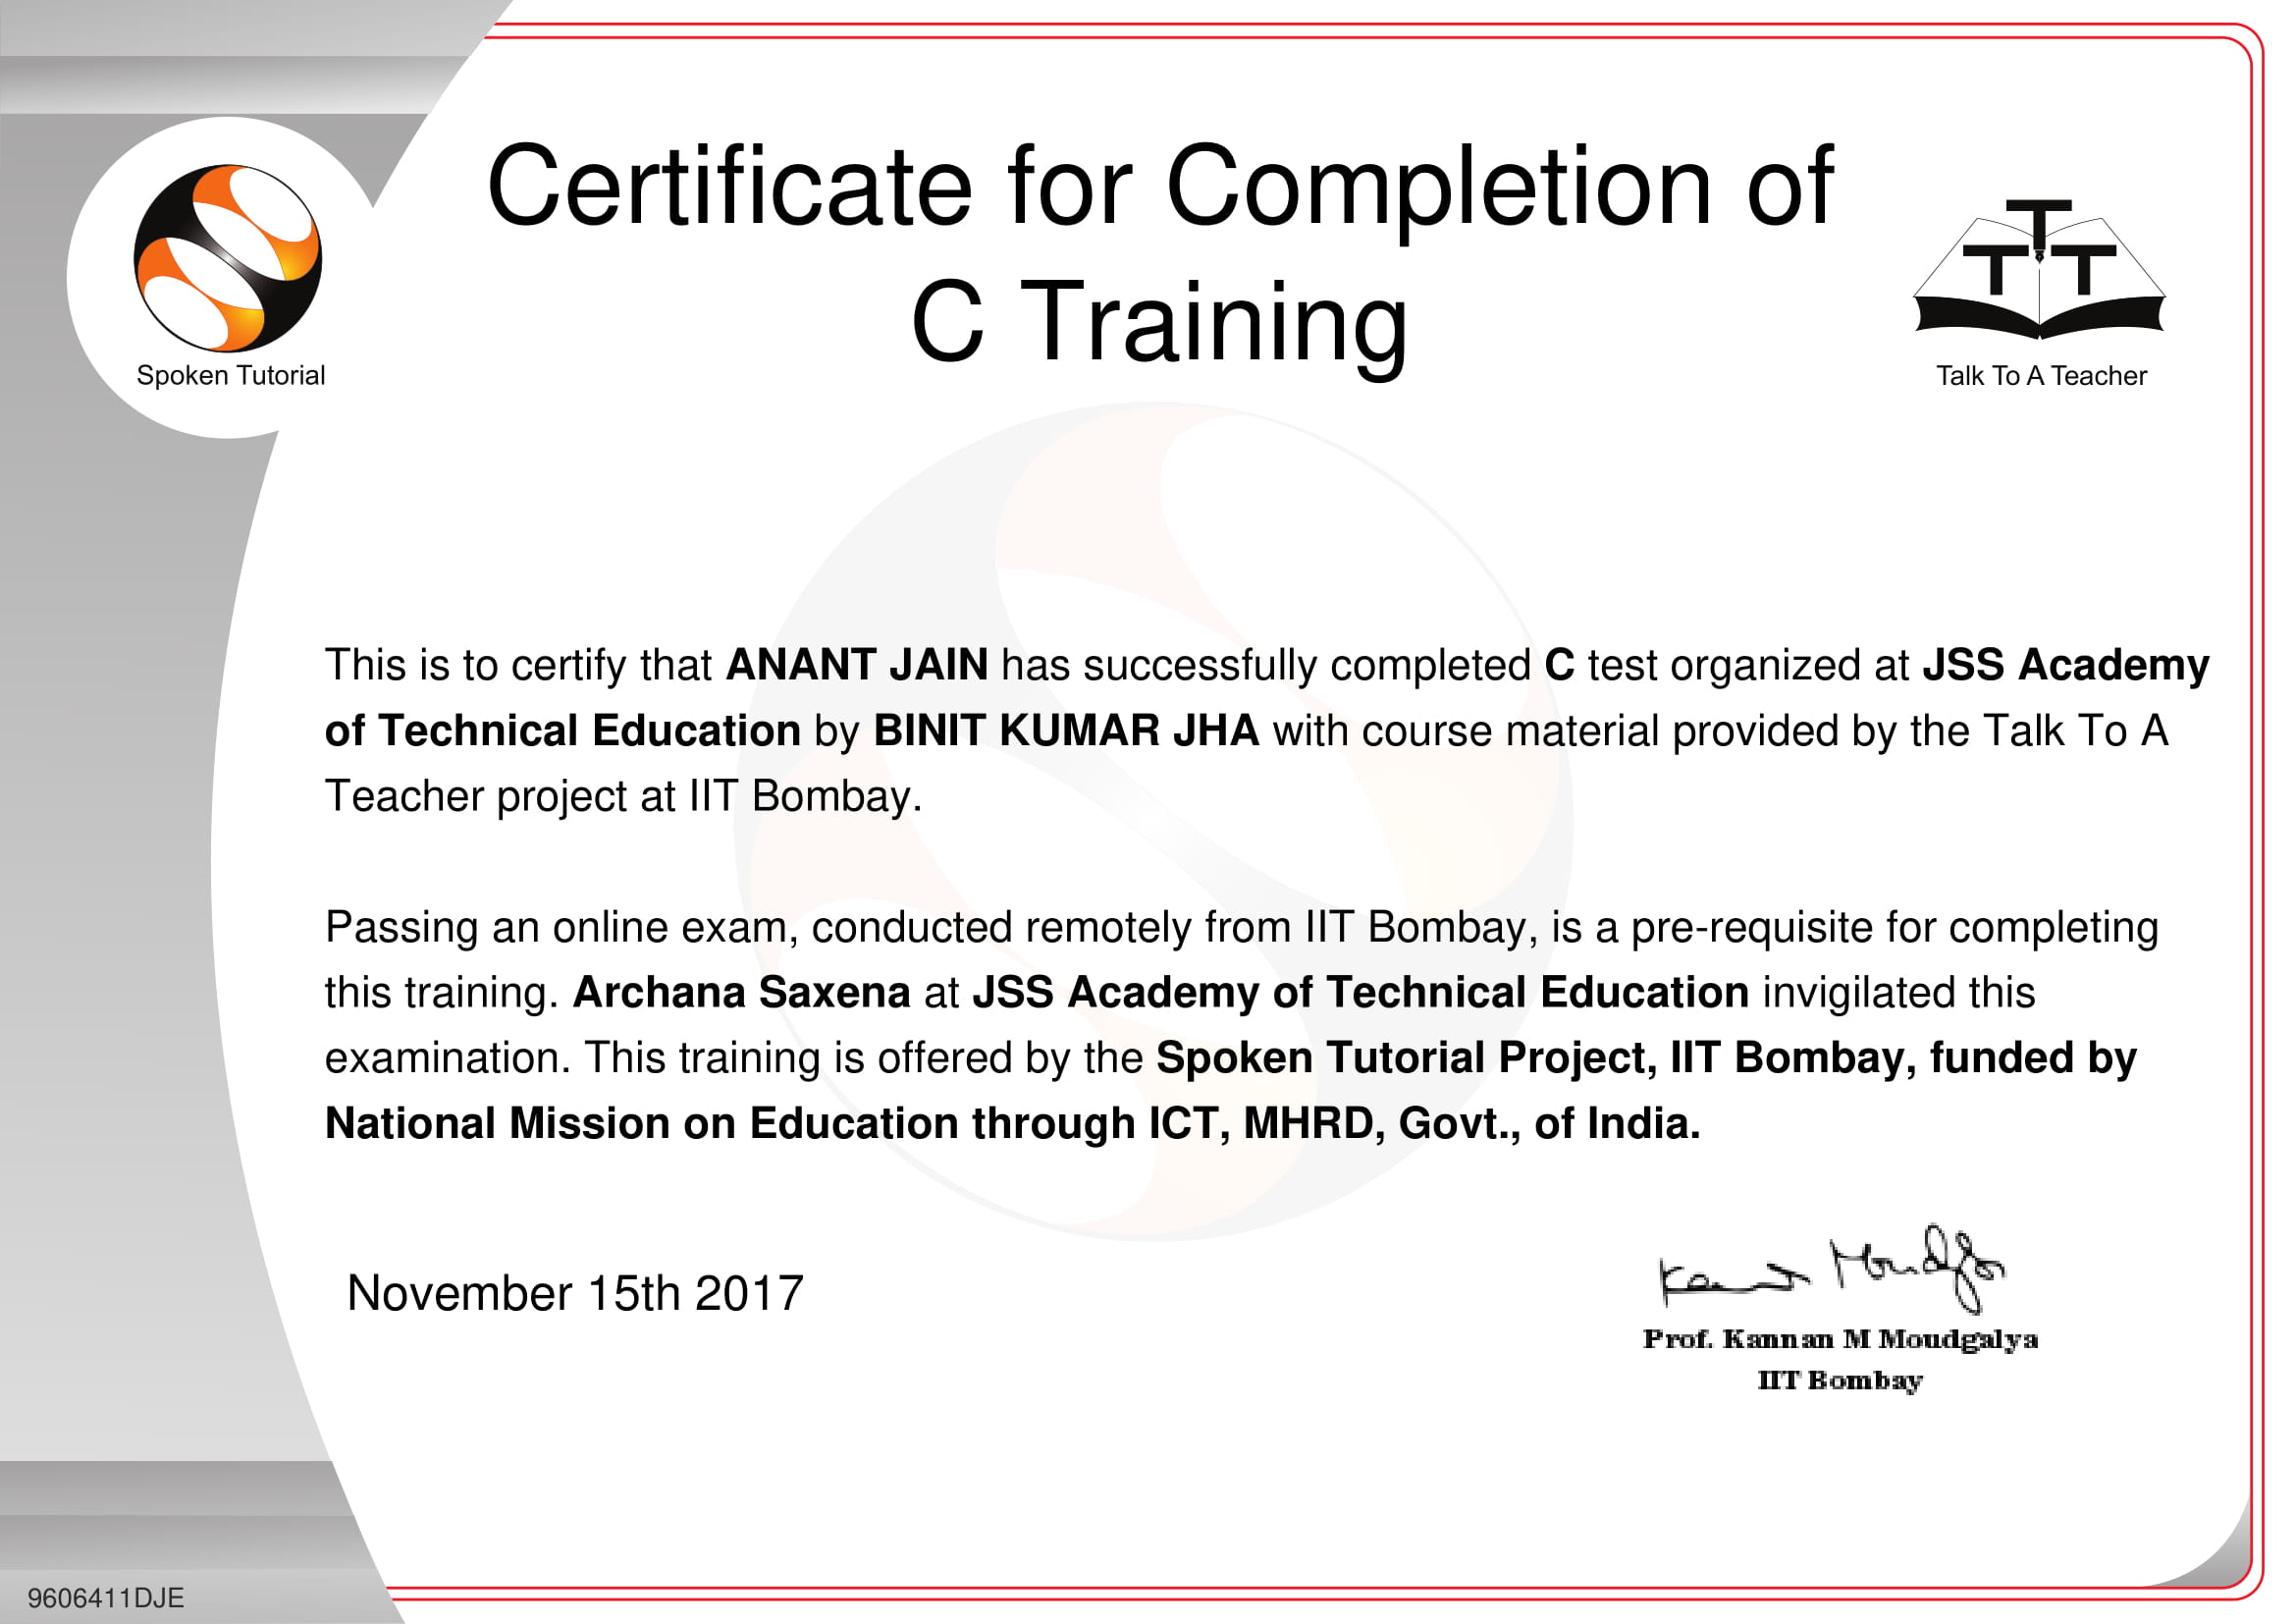 Certificate for Completion of
C Training
Spoken Tutorial
TTT
Talk To A Teacher
This is to certify that ANANT JAIN has successfully completed C test organized at JSS Academy
of Technical Education by BINIT KUMAR JHA with course material provided by the Talk To A
Teacher project at IIT Bombay.
Passing an online exam, conducted remotely from IIT Bombay, is a pre-requisite for completing
this training. Archana Saxena at JSS Academy of Technical Education invigilated this
examination. This training is offered by the Spoken Tutorial Project, IIT Bombay, funded by
National Mission on Education through ICT, MHRD, Govt., of India.
November 15th 2017
Kannan Moudgalya
Prof. Kannan M Moudgalya
IIT Bombay
9606411DJE